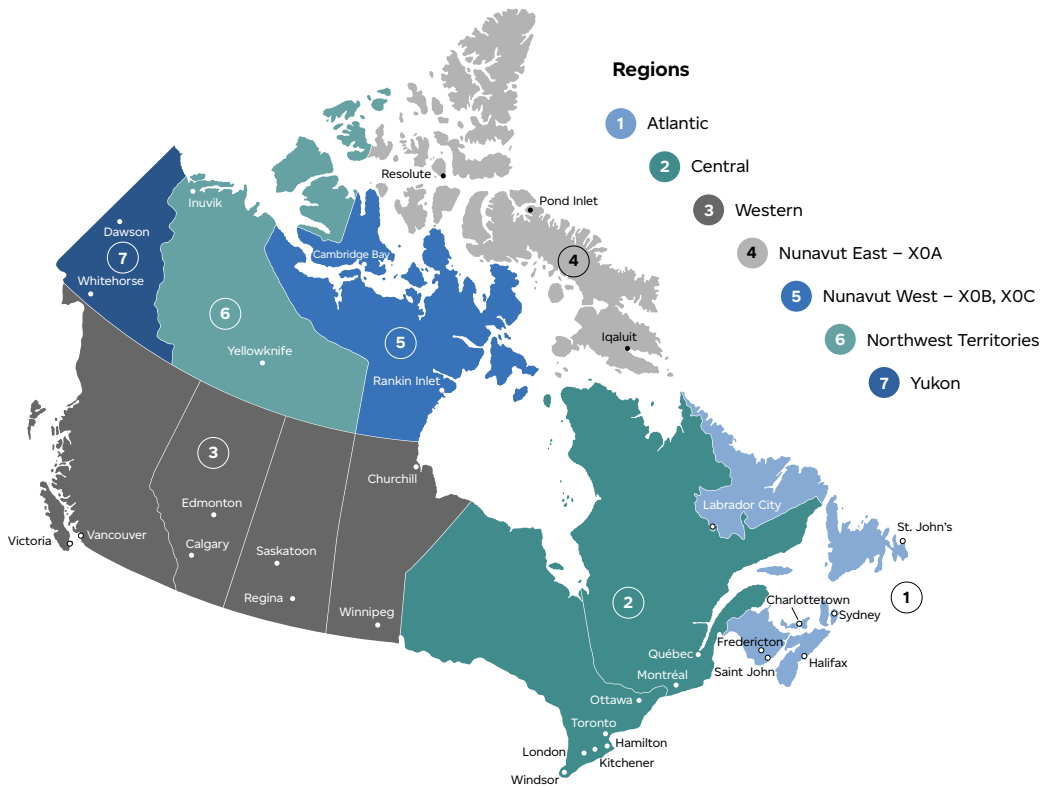 Regions
1 Atlantic
2 Central
3 Western
4 Nunavut East – X0A
5 Nunavut West – X0B, X0C
6 Northwest Territories
7 Yukon
Resolute
Pond Inlet
Inuvik
Dawson
7
Cambridge Bay
4
Whitehorse
6
Iqaluit
5
Yellowknife
Rankin Inlet
3
Churchill
Edmonton
Labrador City
St. John's
Vancouver
Victoria
Calgary
Saskatoon
Regina
Winnipeg
2
1
Charlottetown
Sydney
Fredericton
Québec
Halifax
Saint John
Montréal
Ottawa
Toronto
Hamilton
London
Kitchener
Windsor